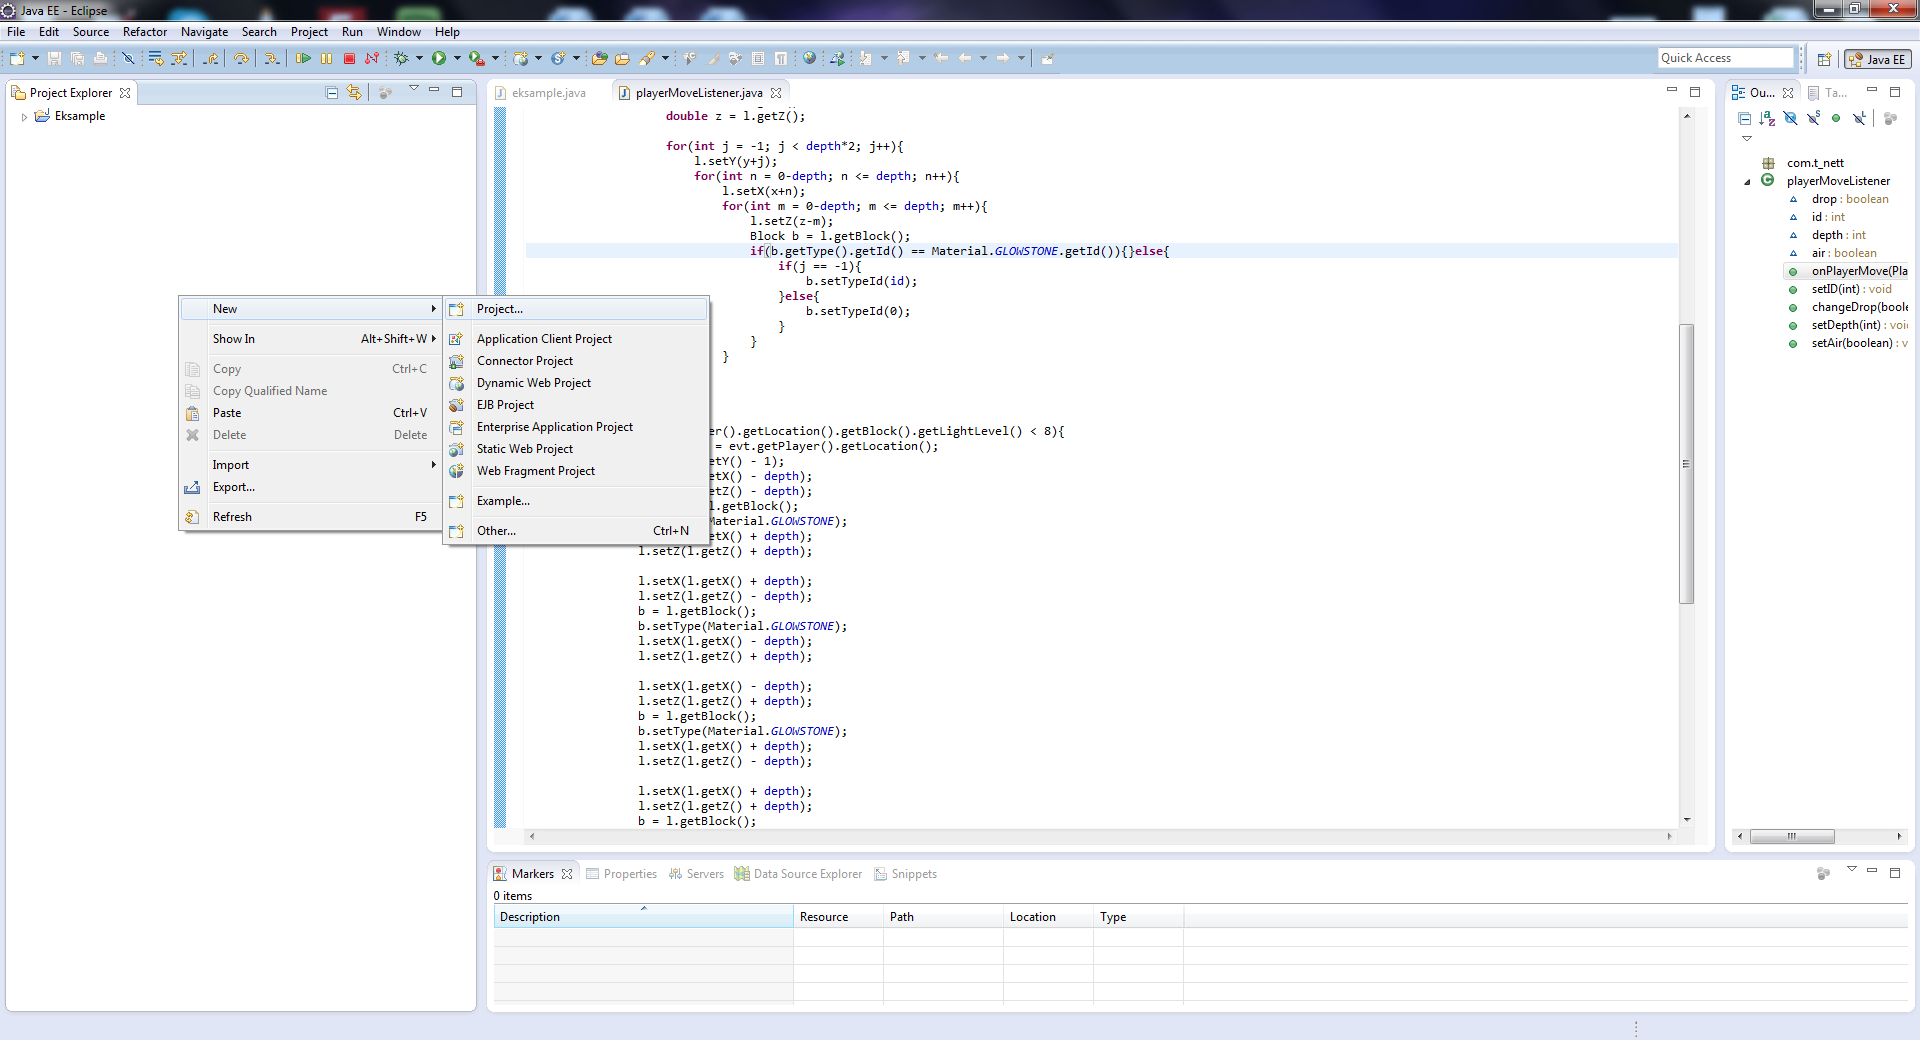 Java EE - Eclipse
File Edit Source Refactor Navigate Search Project Run Window Help
Quick Access
Java EE
Project Explorer
Eksample
eksample.java
playerMoveListener.java
double z = l.getZ();
for(int j = -1; j < depth*2; j++){
l.setY(y+j);
for(int n = 0-depth; n <= depth; n++){
l.setX(x+n);
for(int m = 0-depth; m <= depth; m++){
l.setZ(z-m);
Block b = l.getBlock();
if(b.getType().getId() == Material.GLOWSTONE.getId()){}else{
if(j == -1){
b.setTypeId(id);
}else{
b.setTypeId(0);
}
}
}
er().getLocation().getBlock().getLightLevel() < 8){
= evt.getPlayer().getLocation();
etY() - 1);
etX() - depth);
etZ() - depth);
l.getBlock();
Material.GLOWSTONE);
etX() + depth);
l.setZ(l.getZ() + depth);
l.setX(l.getX() + depth);
l.setZ(l.getZ() - depth);
b = l.getBlock();
b.setType(Material.GLOWSTONE);
l.setX(l.getX() - depth);
l.setZ(l.getZ() + depth);
l.setX(l.getX() - depth);
l.setZ(l.getZ() + depth);
b = l.getBlock();
b.setType(Material.GLOWSTONE);
l.setX(l.getX() + depth);
l.setZ(l.getZ() - depth);
l.setX(l.getX() + depth);
l.setZ(l.getZ() + depth);
b = l.getBlock();
New
Show In Alt+Shift+W
Copy Ctrl+C
Copy Qualified Name
Paste Ctrl+V
Delete Delete
Import
Export...
Refresh F5
Project...
Application Client Project
Connector Project
Dynamic Web Project
EJB Project
Enterprise Application Project
Static Web Project
Web Fragment Project
Example...
Other... Ctrl+N
Ou...
Ta...
com.t_nett
playerMoveListener
drop : boolean
id : int
depth : int
air : boolean
onPlayerMove(Pla
setID(int) : void
changeDrop(boole
setDepth(int) : voi
setAir(boolean) : v
Markers Properties Servers Data Source Explorer Snippets
0 items
Description Resource Path Location Type